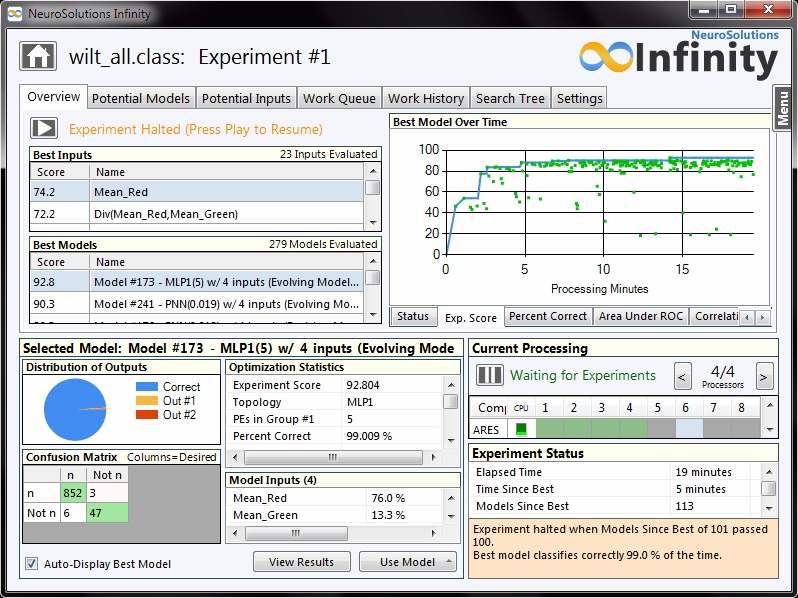 NeuroSolutions Infinity
wilt_all.class: Experiment #1
NeuroSolutions
Infinity
Overview Potential Models Potential Inputs Work Queue Work History Search Tree Settings
Menu
Experiment Halted (Press Play to Resume)
Best Inputs 23 Inputs Evaluated
Score Name
74.2 Mean_Red
72.2 Div(Mean_Red,Mean_Green)
Best Models 279 Models Evaluated
Score Name
92.8 Model #173 - MLP1(5) w/ 4 inputs (Evolving Model...
90.3 Model #241 - PNN(0.019) w/ 4 inputs (Evolving Mo...
Best Model Over Time
100
80
60
40
20
0
0 5 10 15
Processing Minutes
Status Exp. Score Percent Correct Area Under ROC Correlati
Selected Model: Model #173 - MLP1(5) w/ 4 inputs (Evolving Mode
Distribution of Outputs
Correct
Out #1
Out #2
Confusion Matrix Columns=Desired
n Not n
n 852 3
Not n 6 47
Optimization Statistics
Experiment Score 92.804
Topology MLP1
PEs in Group #1 5
Percent Correct 99.009 %
Model Inputs (4)
Mean_Red 76.0 %
Mean_Green 13.3 %
Auto-Display Best Model
View Results
Use Model
Current Processing
Waiting for Experiments
< 4/4 >
Processors
Comp CPU 1 2 3 4 5 6 7 8
ARES
Experiment Status
Elapsed Time 19 minutes
Time Since Best 5 minutes
Models Since Best 113
Experiment halted when Models Since Best of 101 passed
100.
Best model classifies correctly 99.0 % of the time.